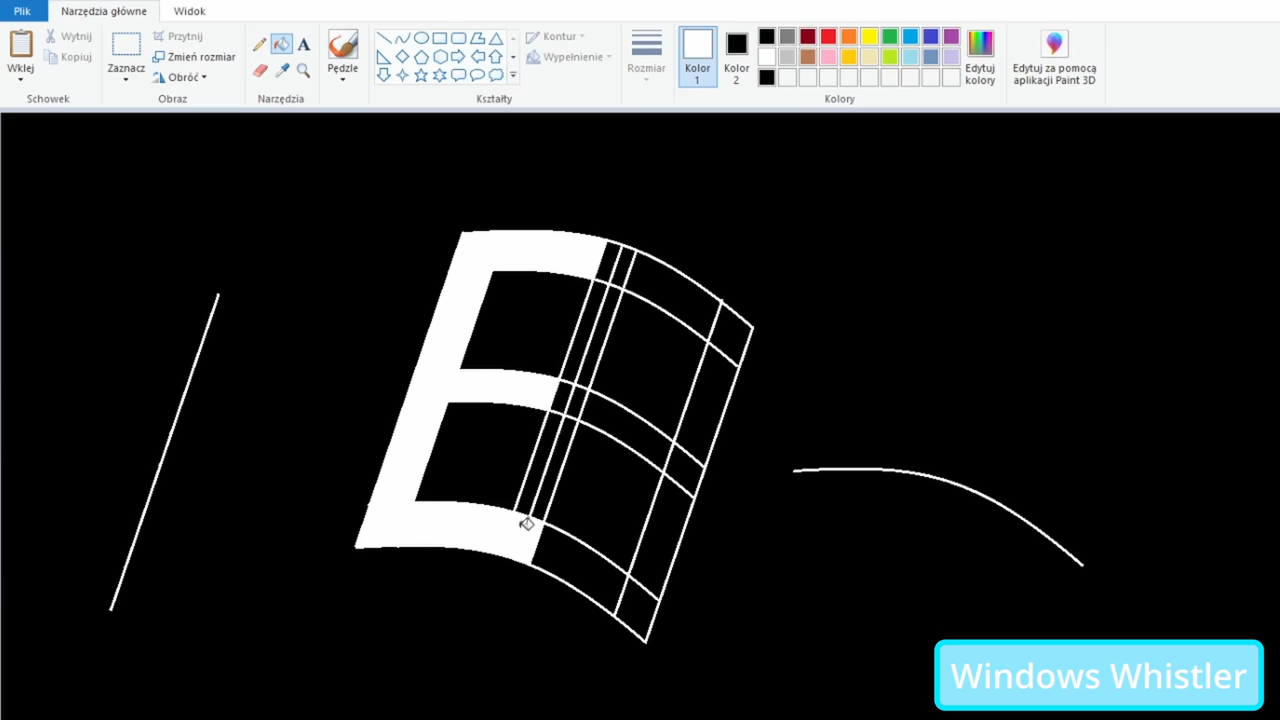 Plik
Narzędzia główne
Widok
Wklej
Wytnij
Kopiuj
Schowek
Zaznacz
Przytnij
Zmień rozmiar
Obróć
Obraz
A
Narzędzia
Pędzle
Kształty
Kontur
Wypełnienie
Rozmiar
Kolor
1
Kolor
2
Edytuj
kolory
Kolory
Edytuj za pomocą
aplikacji Paint 3D
E
Windows Whistler